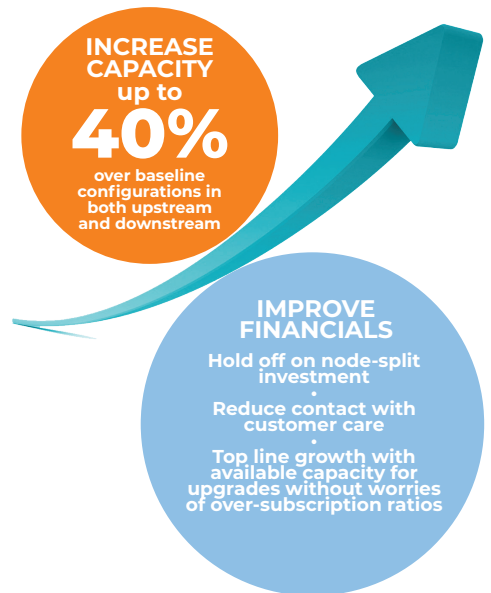 INCREASE
CAPACITY
up to
40%
over baseline
configurations in
both upstream
and downstream
IMPROVE
FINANCIALS
Hold off on node-split
investment
•
Reduce contact with
customer care
•
Top line growth with
available capacity for
upgrades without worries
of over-subscription ratios